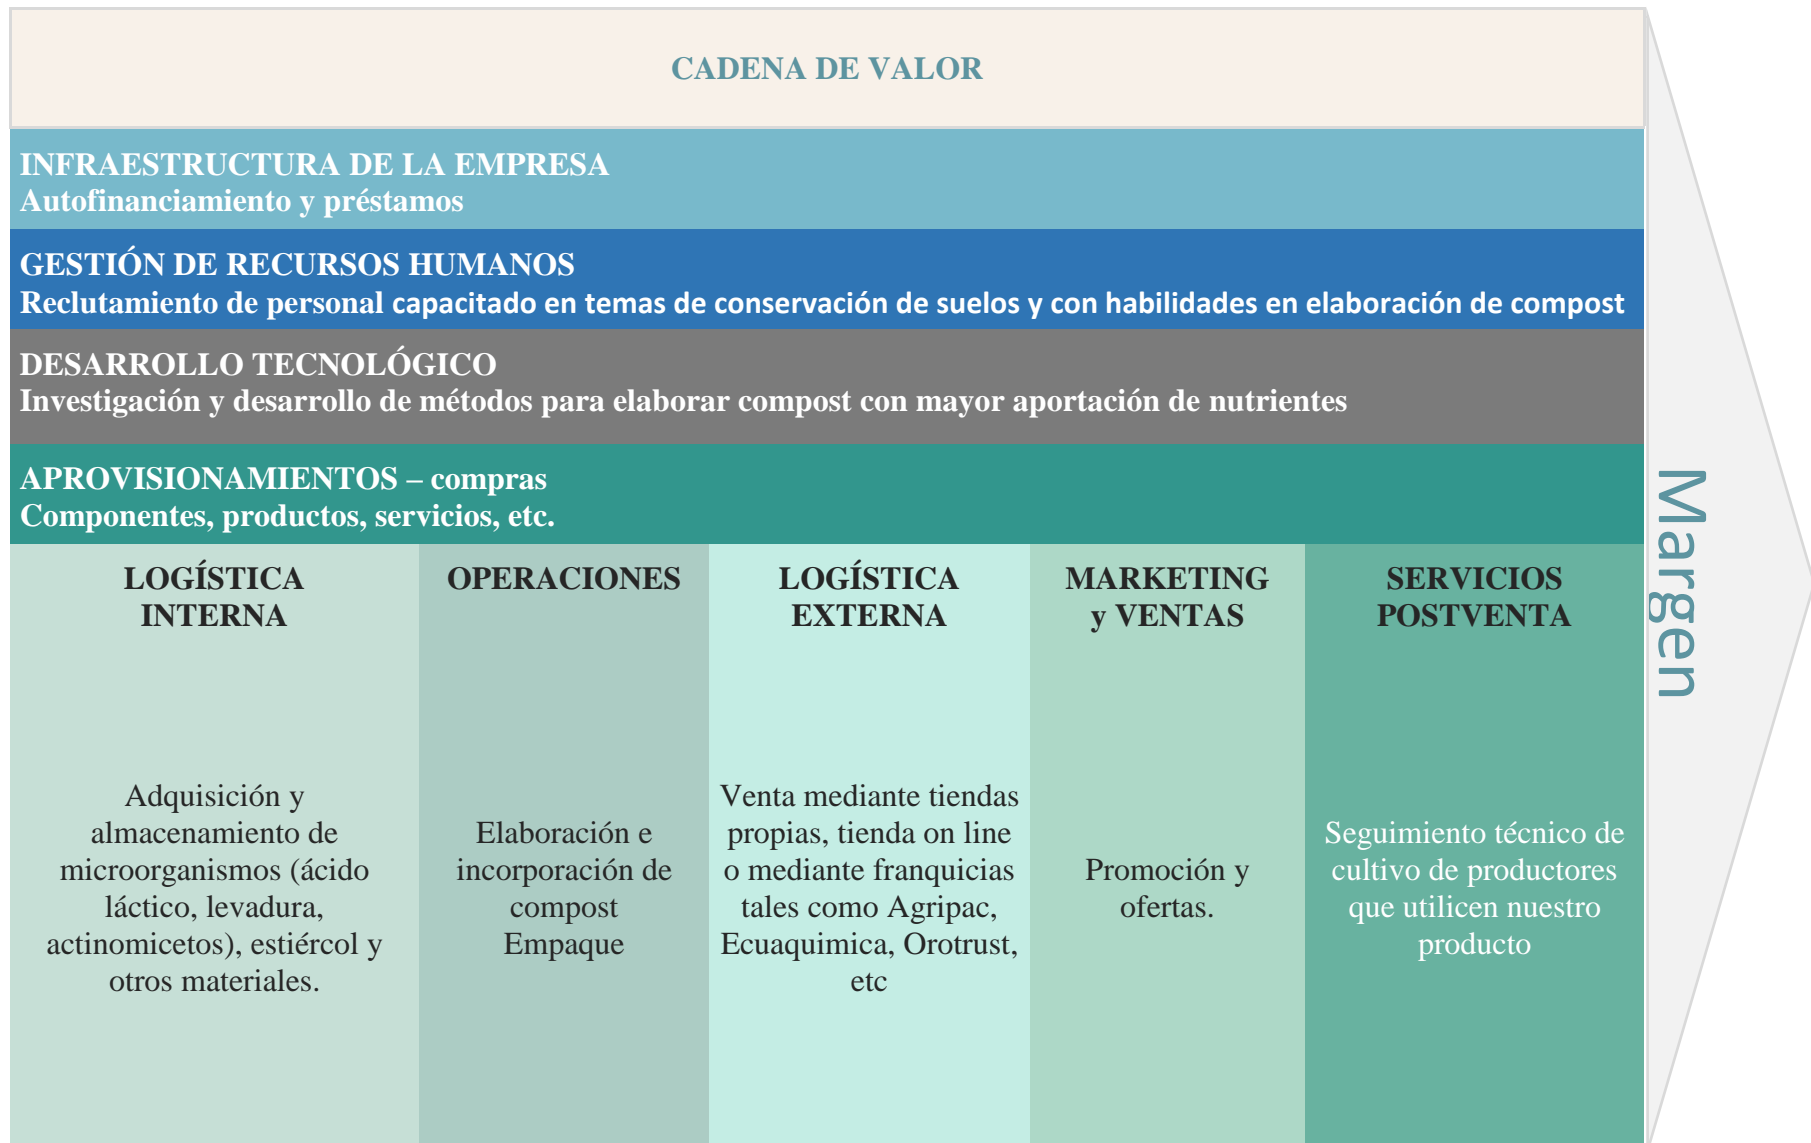 CADENA DE VALOR
INFRAESTRUCTURA DE LA EMPRESA
Autofinanciamiento y préstamos
GESTIÓN DE RECURSOS HUMANOS
Reclutamiento de personal capacitado en temas de conservación de suelos y con habilidades en elaboración de compost
DESARROLLO TECNOLÓGICO
Investigación y desarrollo de métodos para elaborar compost con mayor aportación de nutrientes
APROVISIONAMIENTOS – compras
Componentes, productos, servicios, etc.
LOGÍSTICA
INTERNA
Adquisición y
almacenamiento de
microorganismos (ácido
láctico, levadura,
actinomicetos), estiércol y
otros materiales.
OPERACIONES
Elaboración e
incorporación de
compost
Empaque
LOGÍSTICA
EXTERNA
Venta mediante tiendas
propias, tienda on line
o mediante franquicias
tales como Agripac,
Ecuaquimica, Orotrust,
etc
MARKETING
y VENTAS
Promoción y
ofertas.
SERVICIOS
POSTVENTA
Seguimiento técnico de
cultivo de productores
que utilicen nuestro
producto
Margen